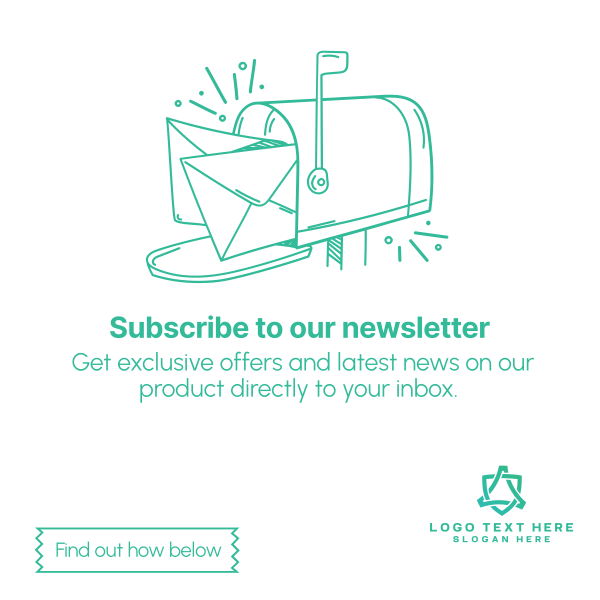 Subscribe to our newsletter
Get exclusive offers and latest news on our
product directly to your inbox.
LOGO TEXT HERE
SLOGAN HERE
Find out how below